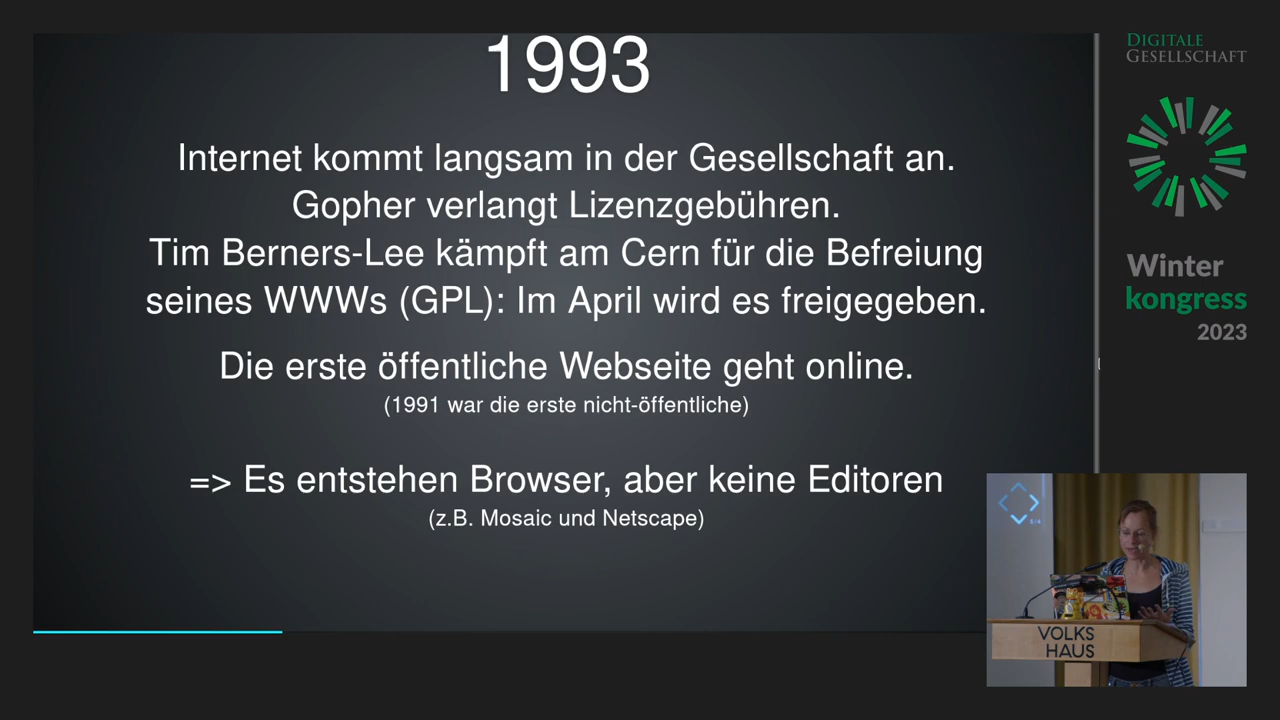 1993
Internet kommt langsam in der Gesellschaft an.
Gopher verlangt Lizenzgebühren.
Tim Berners-Lee kämpft am Cern für die Befreiung
seines WWWs (GPL): Im April wird es freigegeben.
Die erste öffentliche Webseite geht online.
(1991 war die erste nicht-öffentliche)
=> Es entstehen Browser, aber keine Editoren
(z.B. Mosaic und Netscape)
DIGITALE
GESELLSCHAFT
Winter
kongress
2023
VOLKS
HAUS